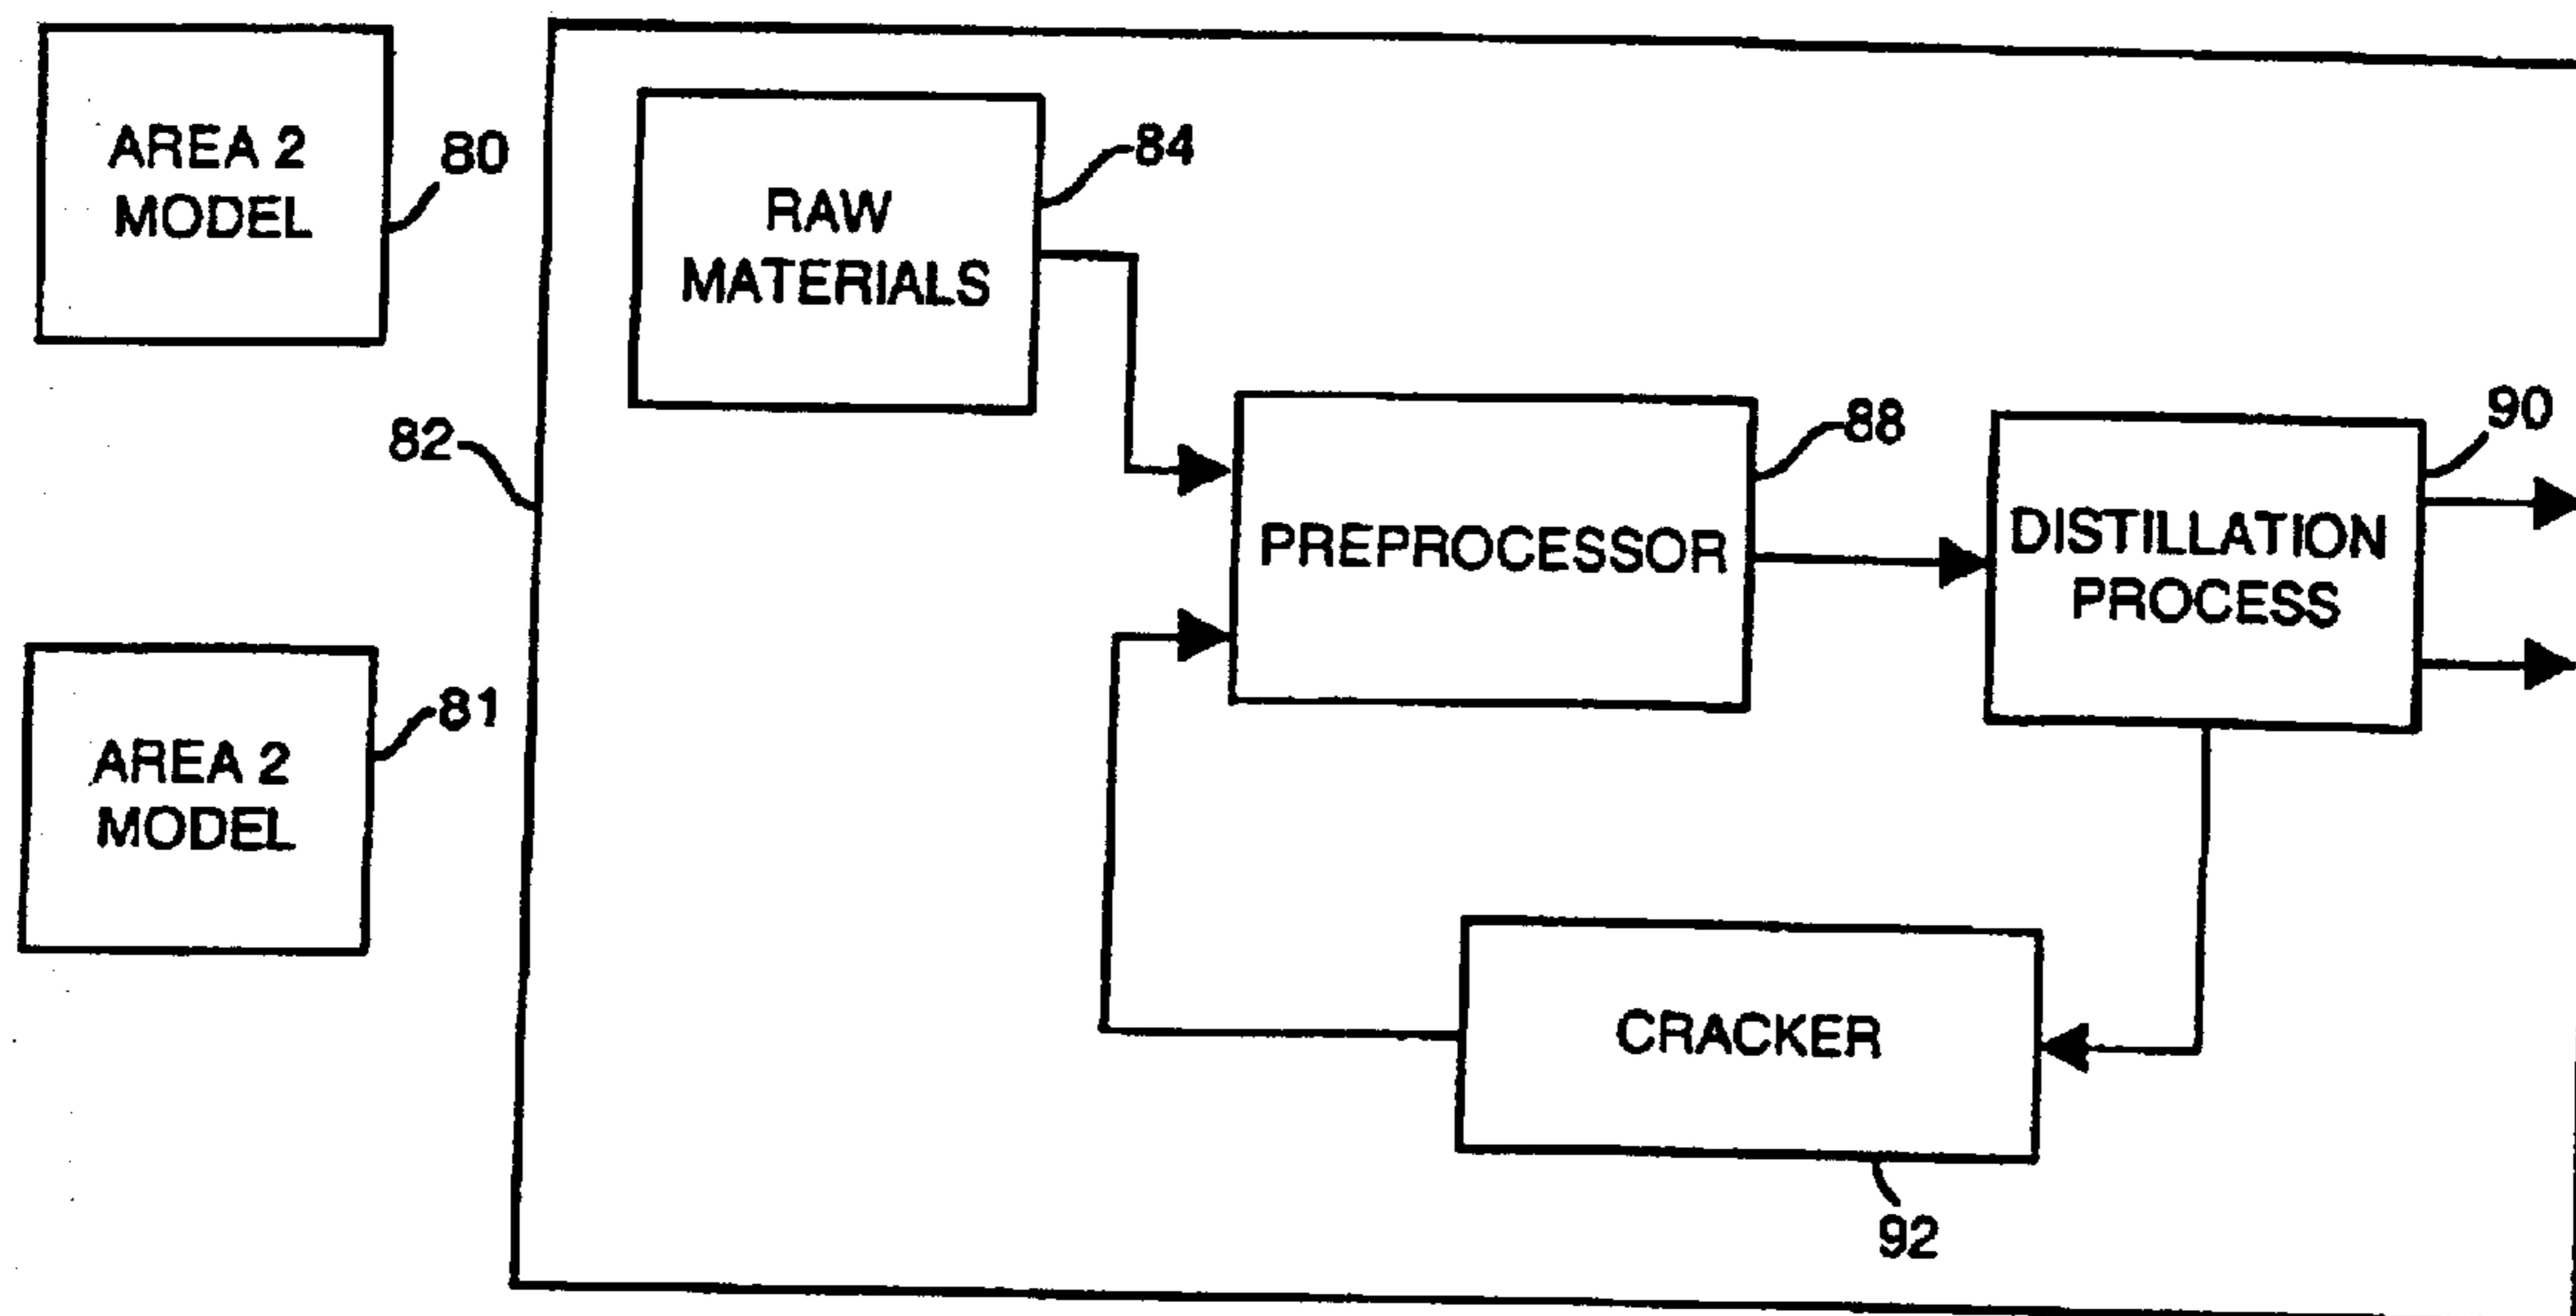 AREA 2
MODEL
80
RAW
MATERIALS
84
82
PREPROCESSOR
88
DISTILLATION
PROCESS
90
AREA 2
MODEL
81
CRACKER
92